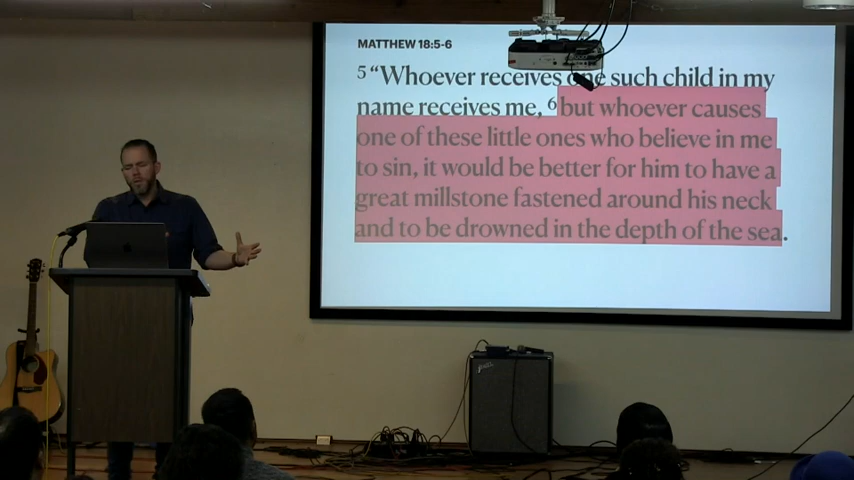 MATTHEW 18:5-6
5 “Whoever receives one such child in my
name receives me, 6 but whoever causes
one of these little ones who believe in me
to sin, it would be better for him to have a
great millstone fastened around his neck
and to be drowned in the depth of the sea.